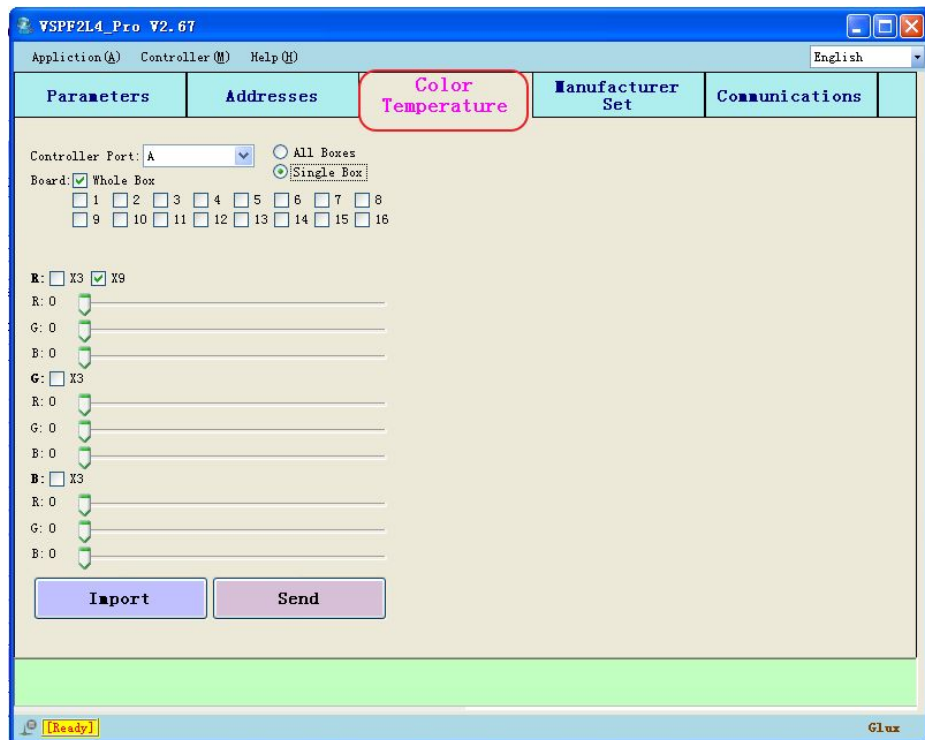 VSPF2L4_Pro V2.67
Appliction(A) Controller(M) Help(H) English
Parameters Addresses Color Temperature Manufacturer Set Communications
Controller Port: A All Boxes
Single Box
Board: Whole Box
1 2 3 4 5 6 7 8
9 10 11 12 13 14 15 16
R: X3 X9
R: 0
G: 0
B: 0
G: X3
R: 0
G: 0
B: 0
B: X3
R: 0
G: 0
B: 0
Import Send
[Ready] Glux